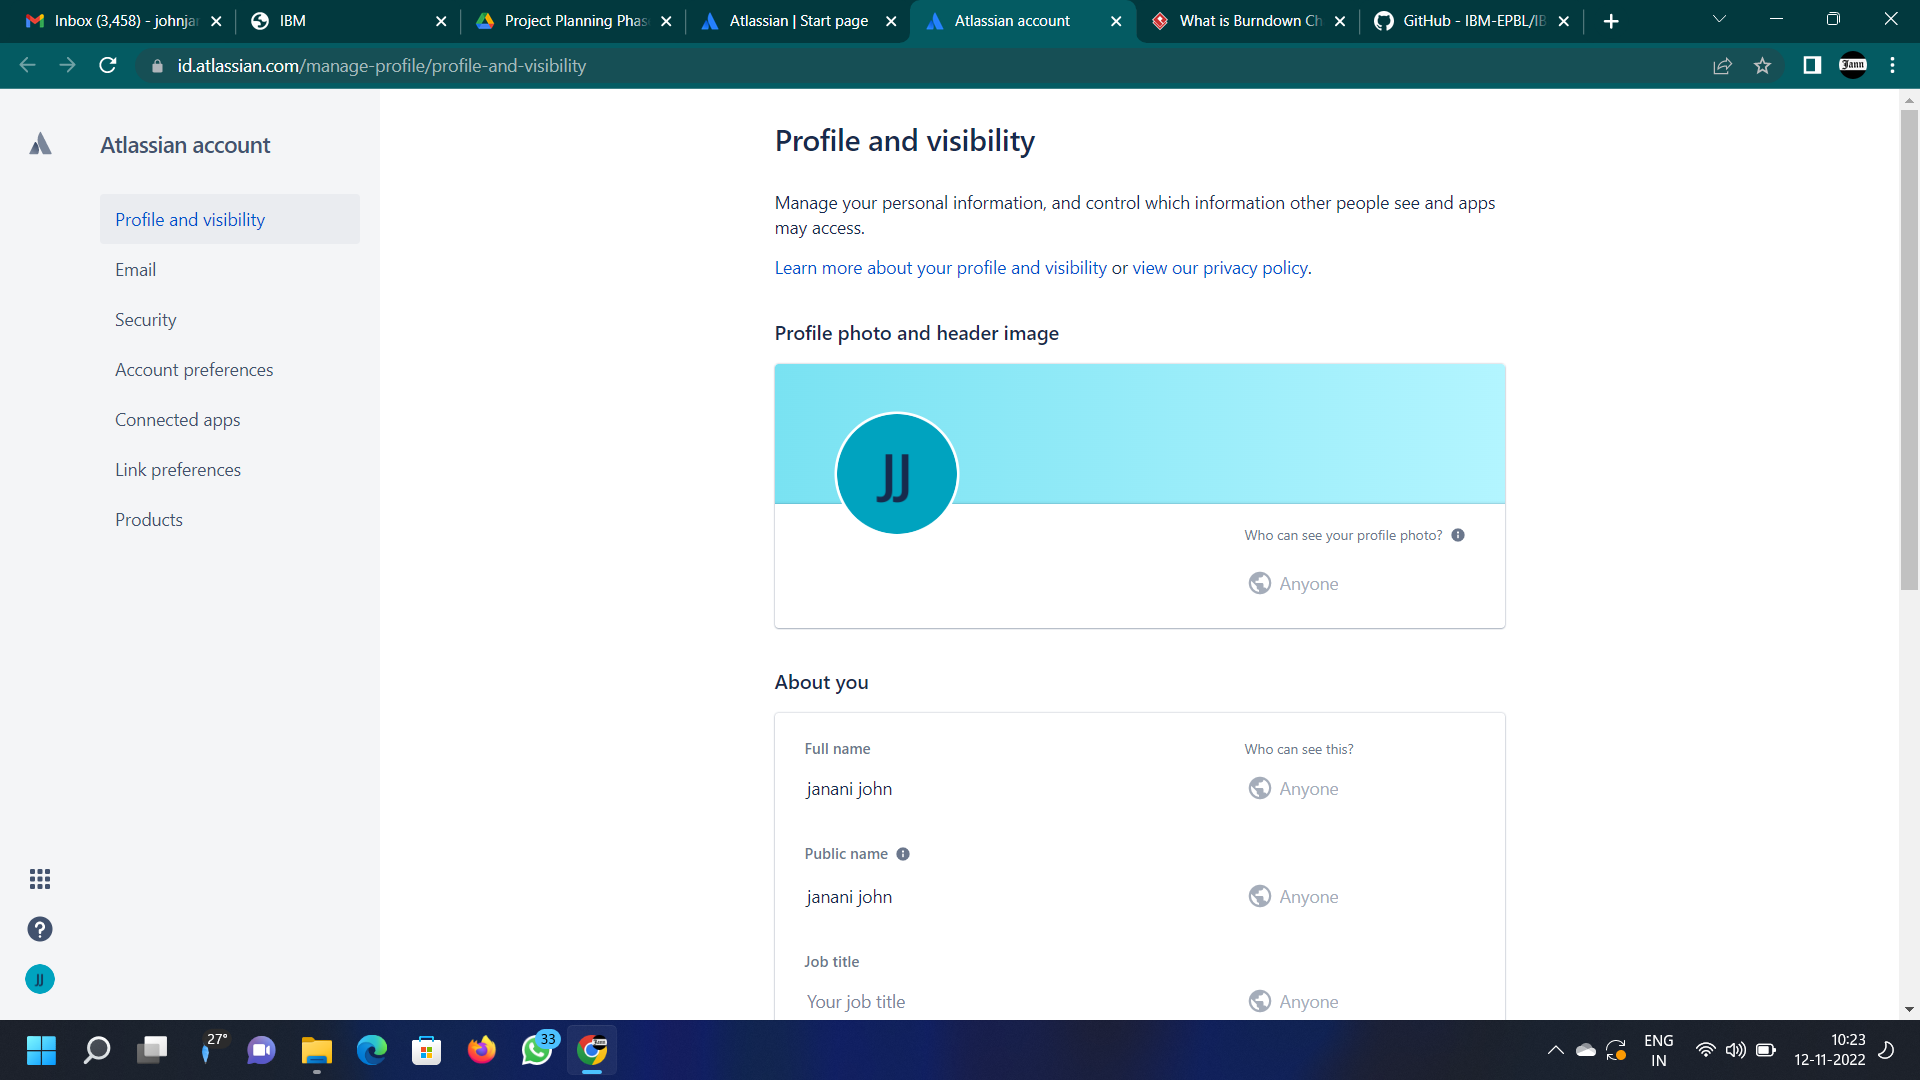 Inbox (3,458) - johnjar
IBM
Project Planning Phas
Atlassian | Start page
Atlassian account
What is Burndown Ch
GitHub - IBM-EPBL/IB
id.atlassian.com/manage-profile/profile-and-visibility
Jann
Atlassian account
Profile and visibility
Email
Security
Account preferences
Connected apps
Link preferences
Products
JJ
Profile and visibility
Manage your personal information, and control which information other people see and apps
may access.
Learn more about your profile and visibility or view our privacy policy.
Profile photo and header image
JJ
Who can see your profile photo?
Anyone
About you
Full name
Who can see this?
janani john
Anyone
Public name
janani john
Anyone
Job title
Your job title
Anyone
27°
33
ENG
IN
10:23
12-11-2022